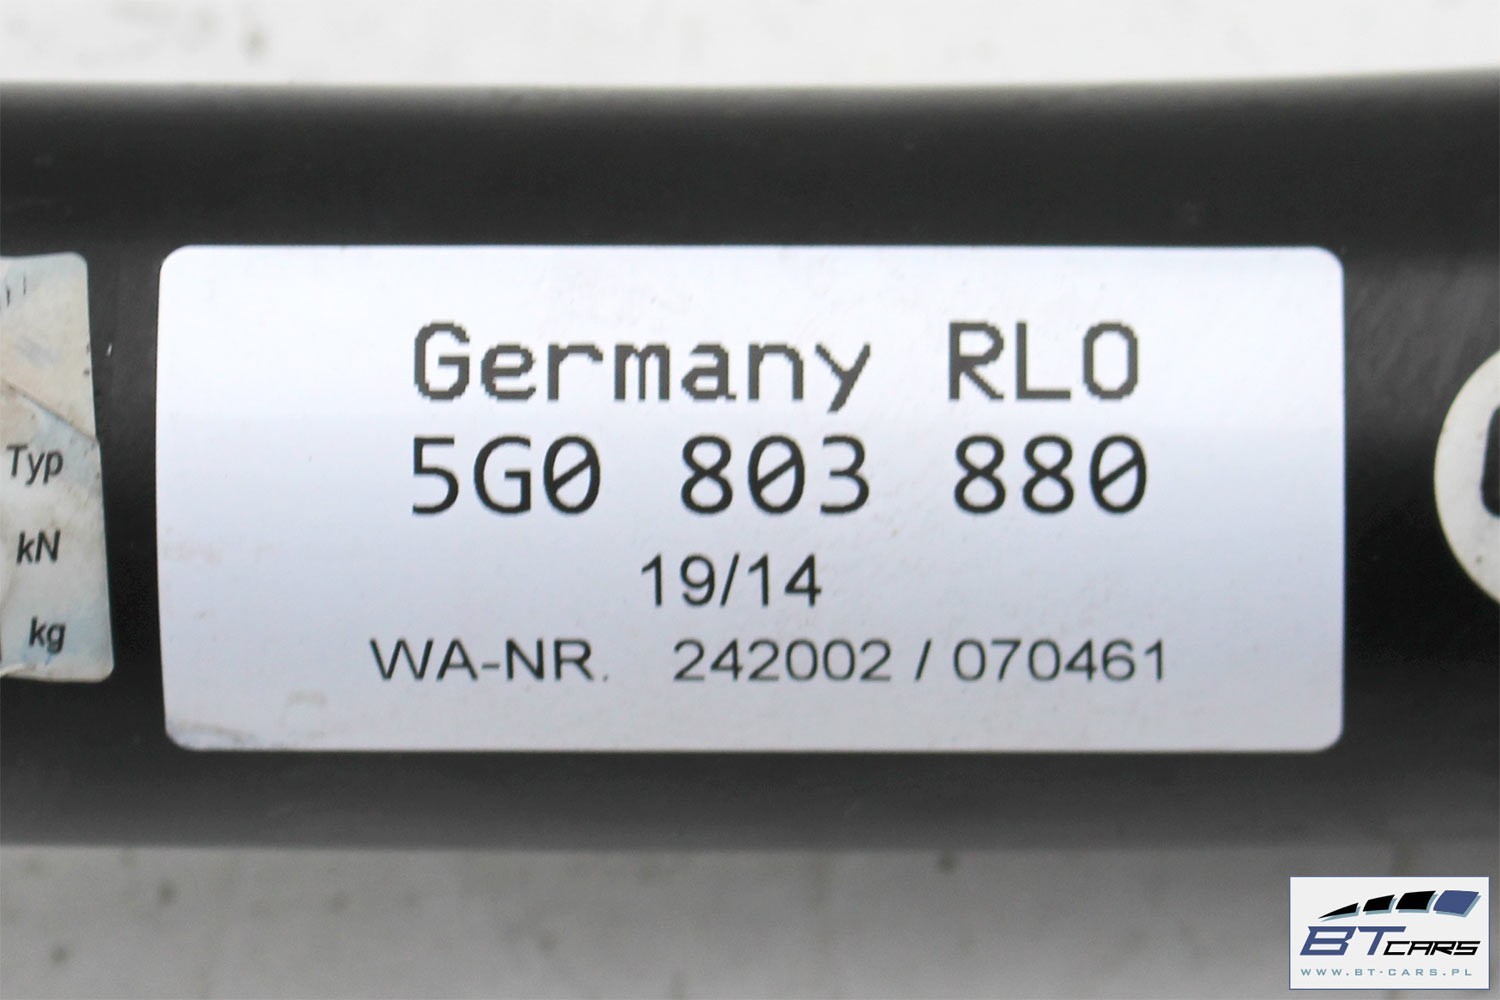 Germany RLO
5G0 803 880
19/14
WA-NR. 242002 / 070461
Typ
kN
kg
BT CARS
WWW.BT-CARS.PL